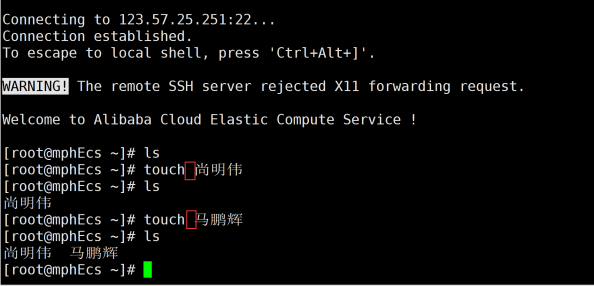 Connecting to 123.57.25.251:22...
Connection established.
To escape to local shell, press 'Ctrl+Alt+]'.
WARNING! The remote SSH server rejected X11 forwarding request.
Welcome to Alibaba Cloud Elastic Compute Service !
[root@mphEcs ~]# ls
[root@mphEcs ~]# touch 尚明伟
[root@mphEcs ~]# ls
尚明伟
[root@mphEcs ~]# touch 马鹏辉
[root@mphEcs ~]# ls
尚明伟  马鹏辉
[root@mphEcs ~]#